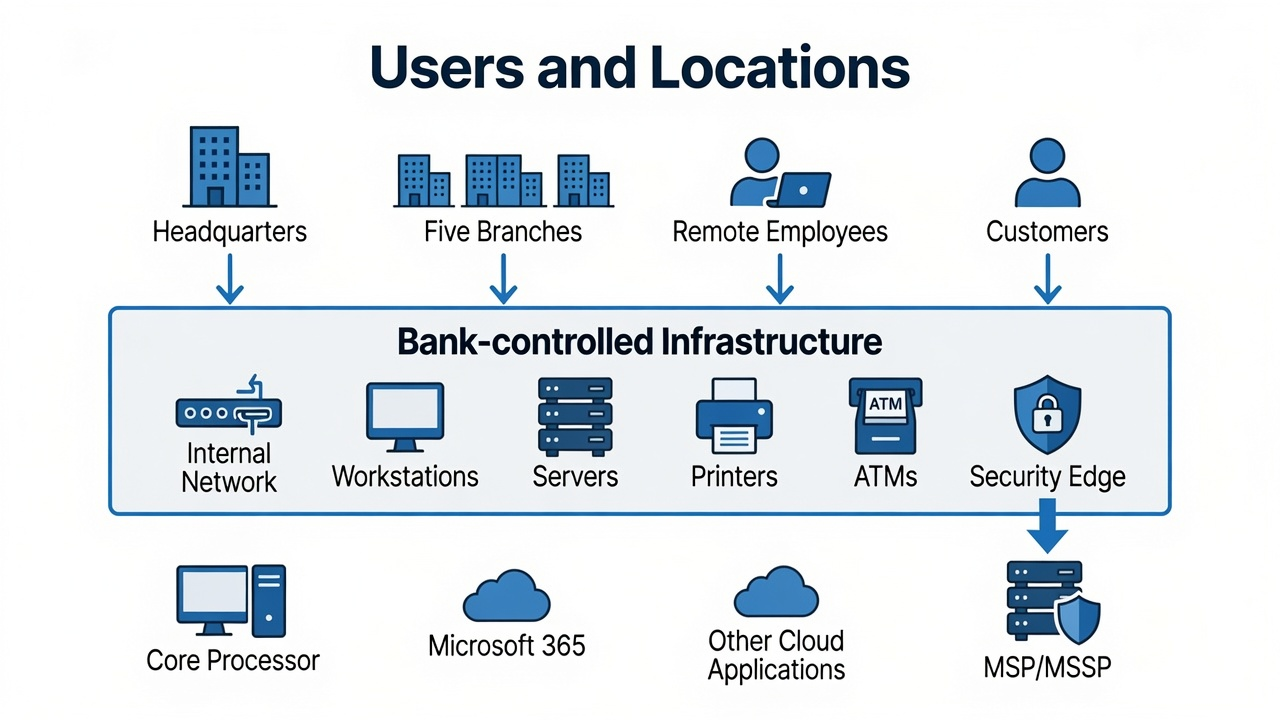 Users and Locations
Headquarters
Five Branches
Remote Employees
Customers
Bank-controlled Infrastructure
Internal
Network
Workstations
Servers
Printers
ATM
ATMs
Security Edge
Core Processor
Microsoft 365
Other Cloud
Applications
MSP/MSSP